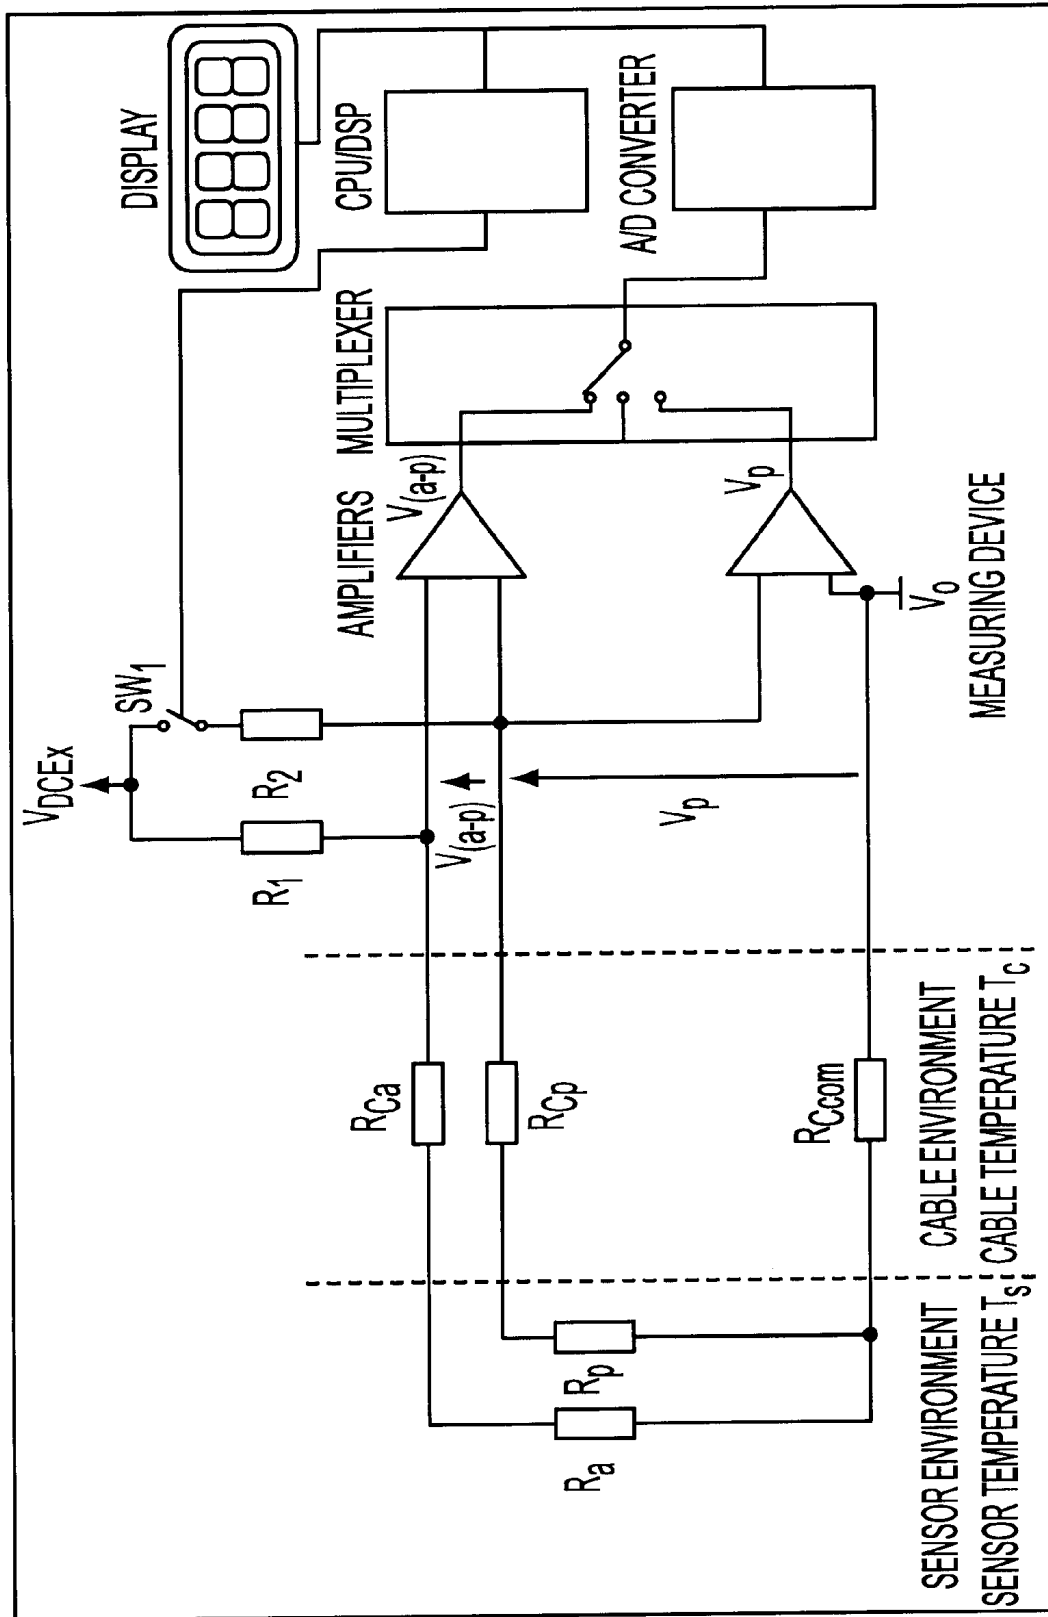 DISPLAY
CPU/DSP
A/D CONVERTER
MULTIPLEXER
AMPLIFIERS
V(a-p)
Vp
SW1
VDCEx
R2
R1
V(a-p)
Vp
V0
MEASURING DEVICE
RCa
RCp
RCcom
CABLE ENVIRONMENT
CABLE TEMPERATURE TC
Rp
Ra
SENSOR ENVIRONMENT
SENSOR TEMPERATURE TS